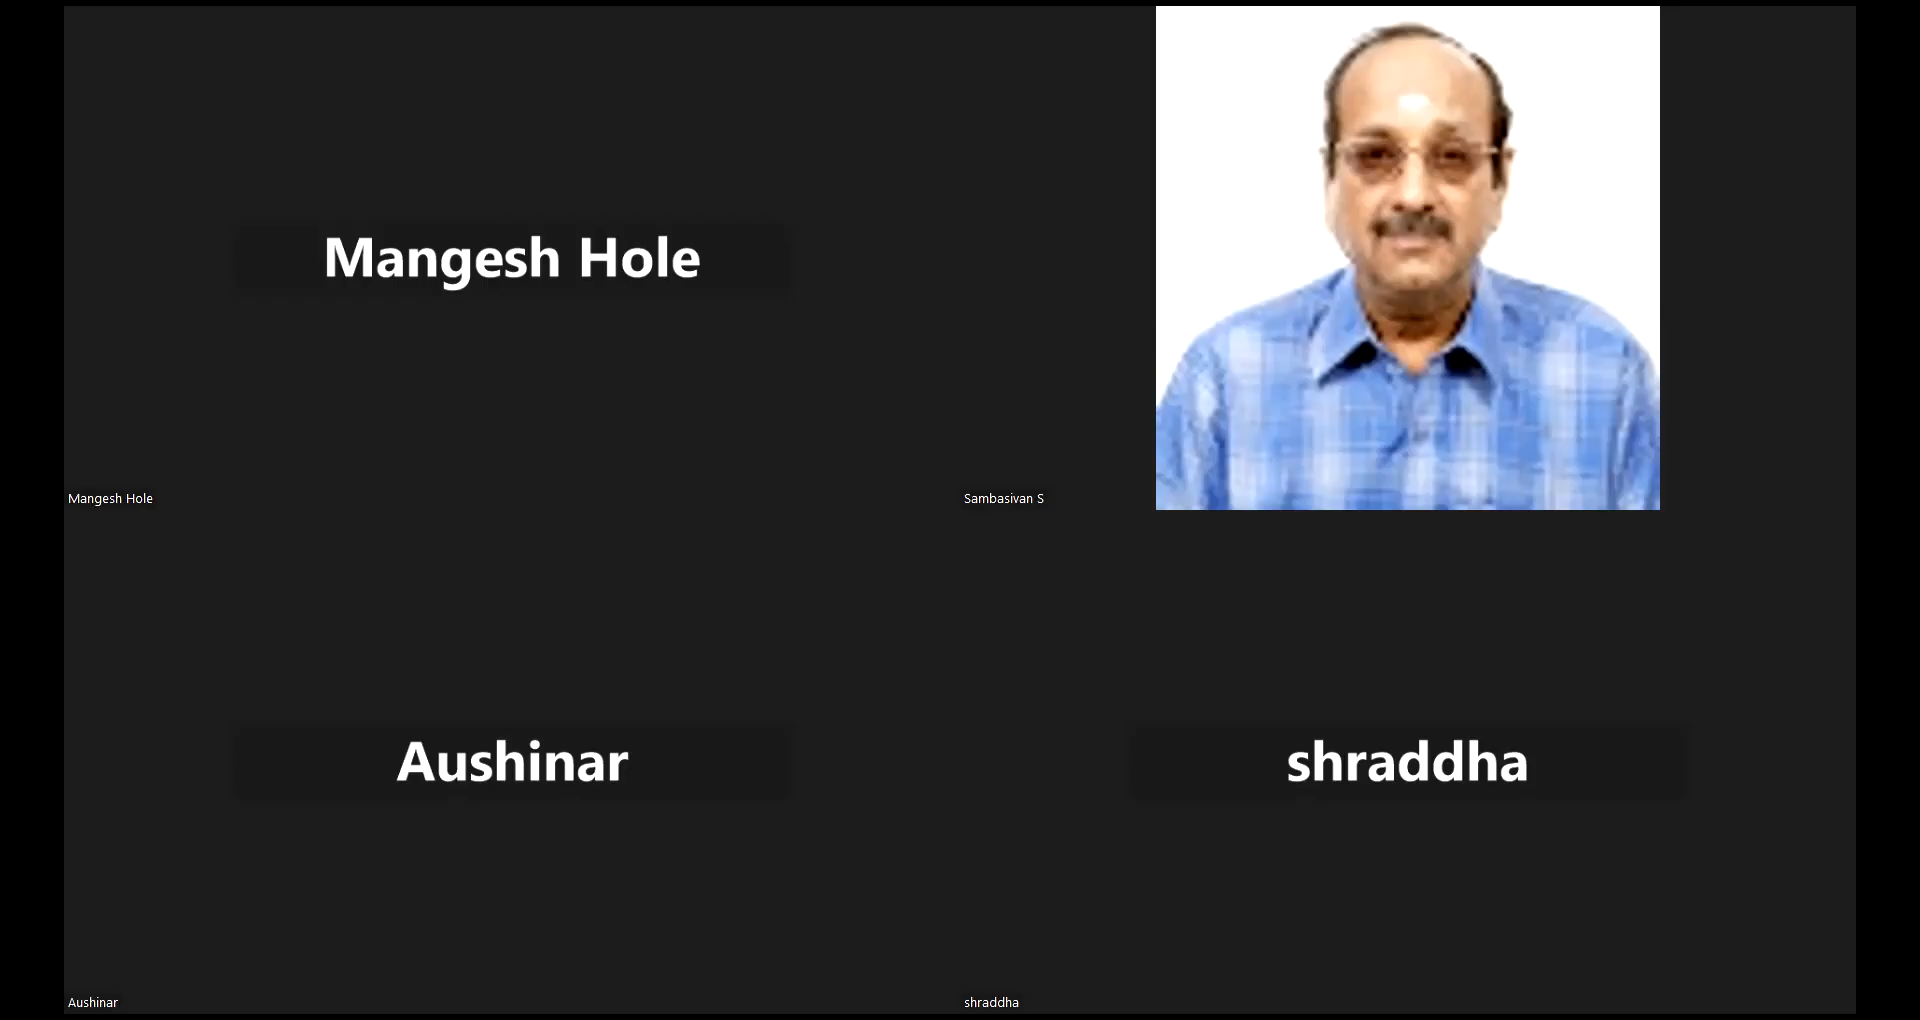 Mangesh Hole
Mangesh Hole
Sambasivan S
Aushinar
shraddha
Aushinar
shraddha